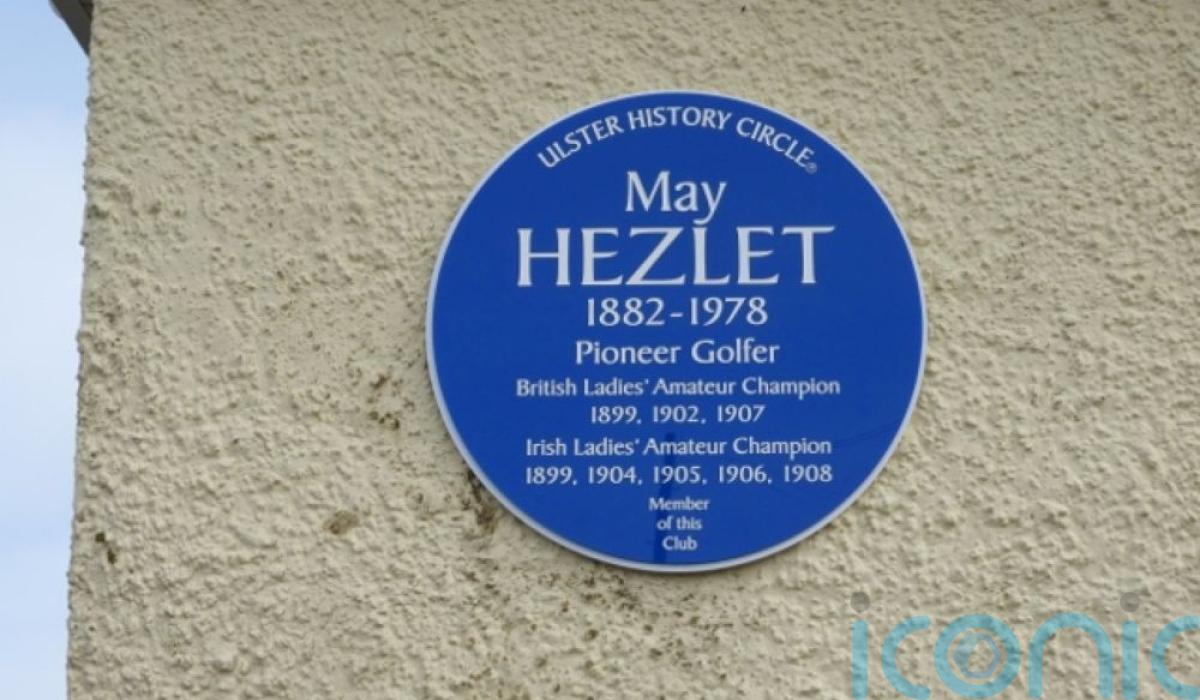 ULSTER HISTORY CIRCLE®
May
HEZLET
1882-1978
Pioneer Golfer
British Ladies' Amateur Champion
1899, 1902, 1907
Irish Ladies' Amateur Champion
1899, 1904, 1905, 1906, 1908
Member
of this
Club
iconic